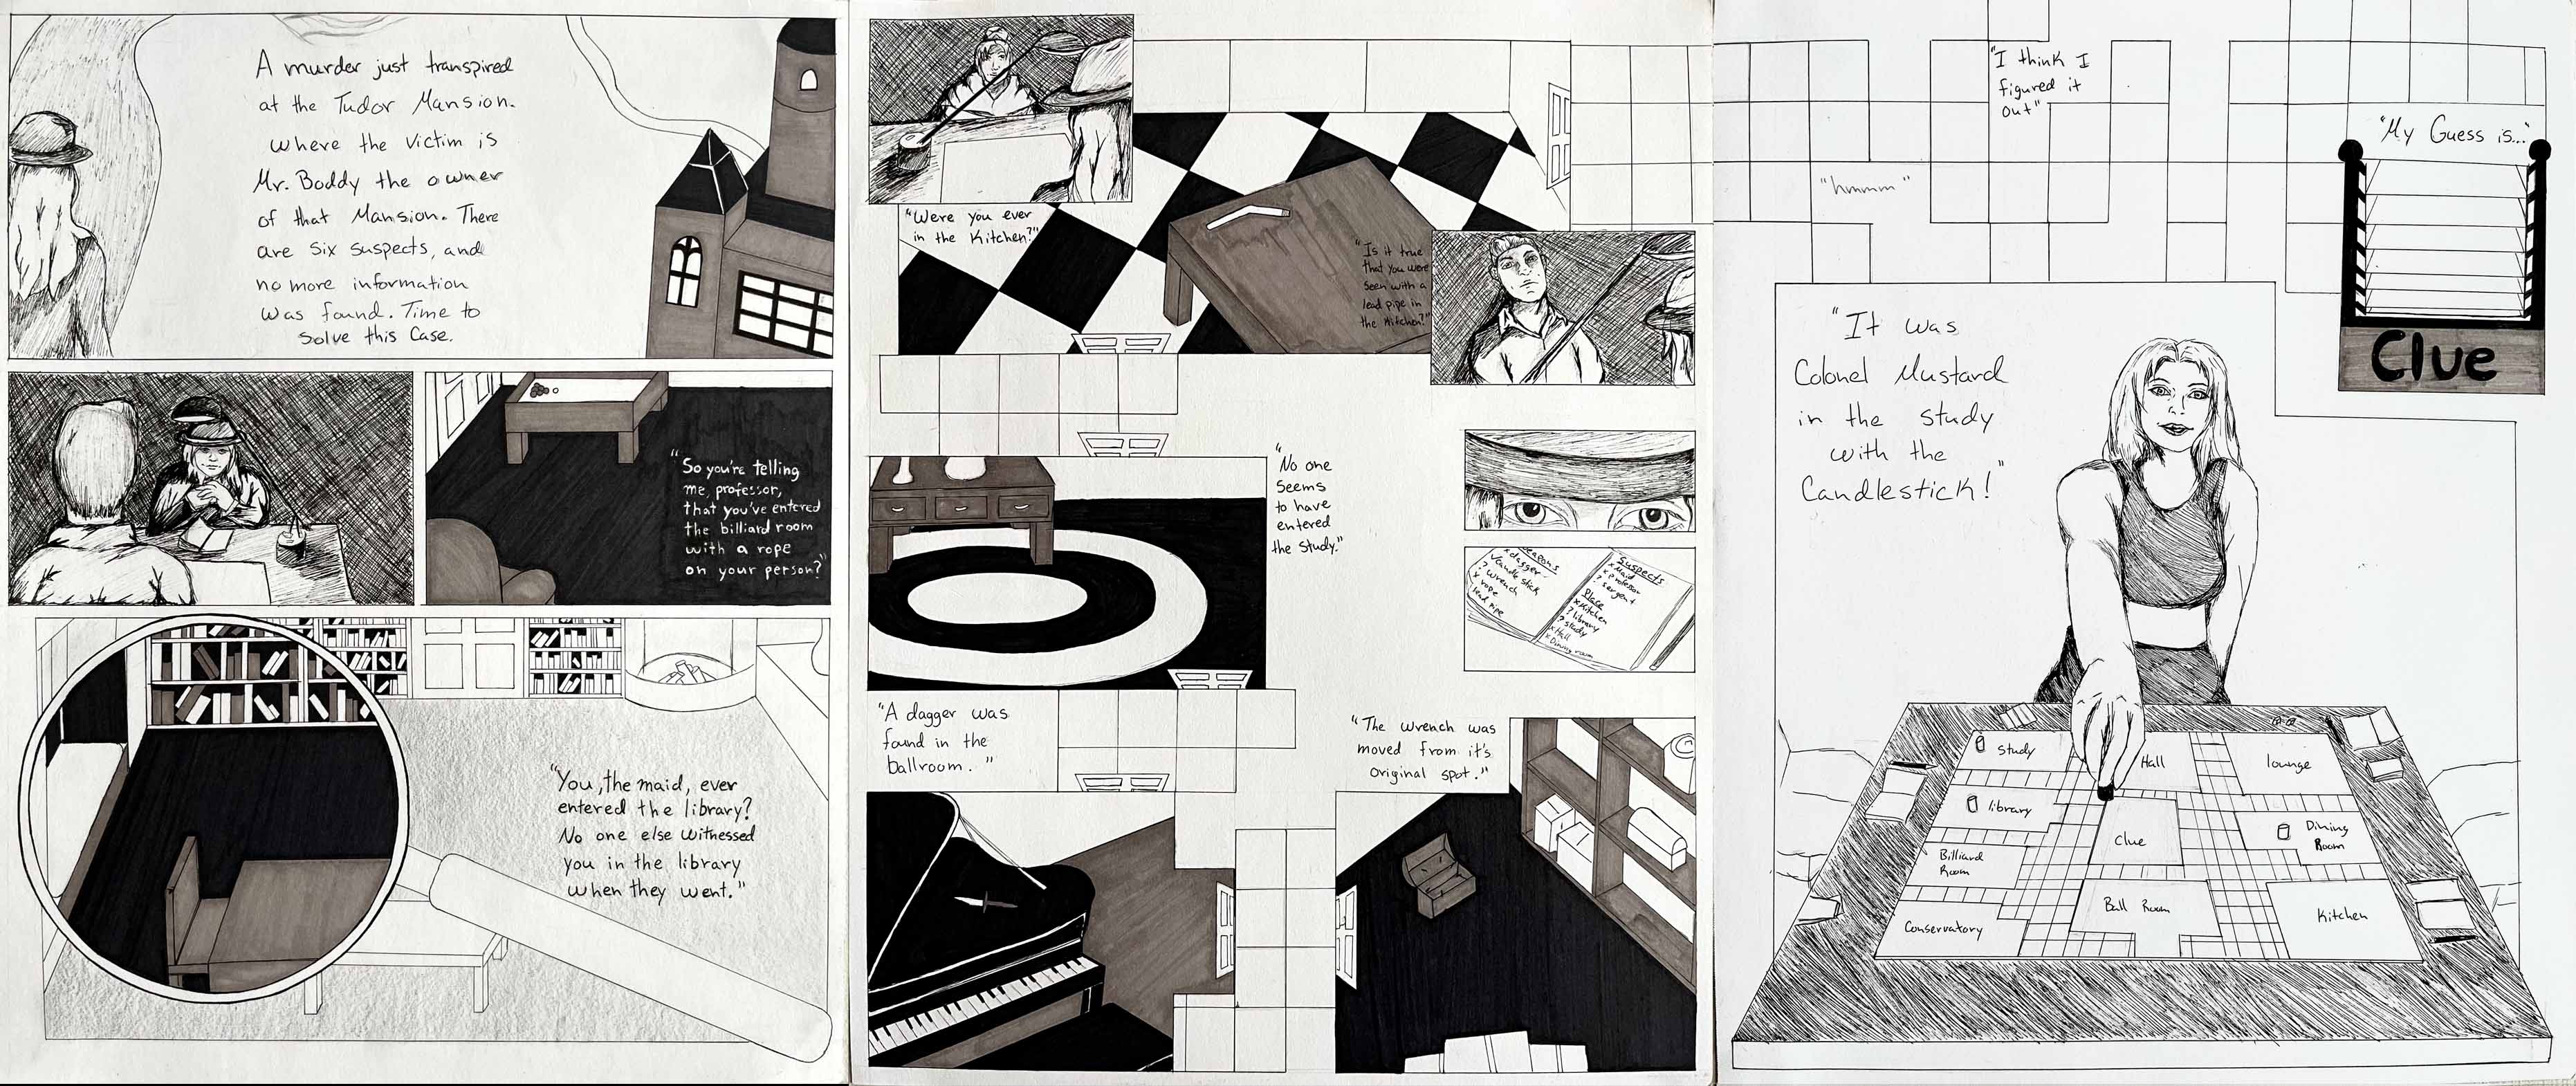 A murder just transpired
at the Tudor Mansion.
where the victim is
Mr. Boddy the owner
of that Mansion. There
are six suspects, and
no more information
was found. Time to
solve this case.
"So you're telling
me, professor,
that you've entered
the billiard room
with a rope
on your person?"
"You, the maid, ever
entered the library?
No one else witnessed
you in the library
when they went."
"Were you ever
in the Kitchen?"
"Is it true
that you were
seen with a
lead pipe in
the Kitchen?"
"No one
seems
to have
entered
the study."
Weapons
x dagger
✓ Candle stick
? wrench
x rope
lead pipe
Suspects
x Maid
x Professor
? sergent
Place
x Kitchen
? library
? study
x Hall
x Dining room
"A dagger was
found in the
ballroom."
"The wrench was
moved from it's
original spot."
"I think I
figured it
out"
"hmmm"
"My Guess is..."
Clue
"It was
Colonel Mustard
in the study
with the
Candlestick!"
Study
Hall
lounge
library
Dining
Room
Clue
Billiard
Room
Ball Room
Kitchen
Conservatory